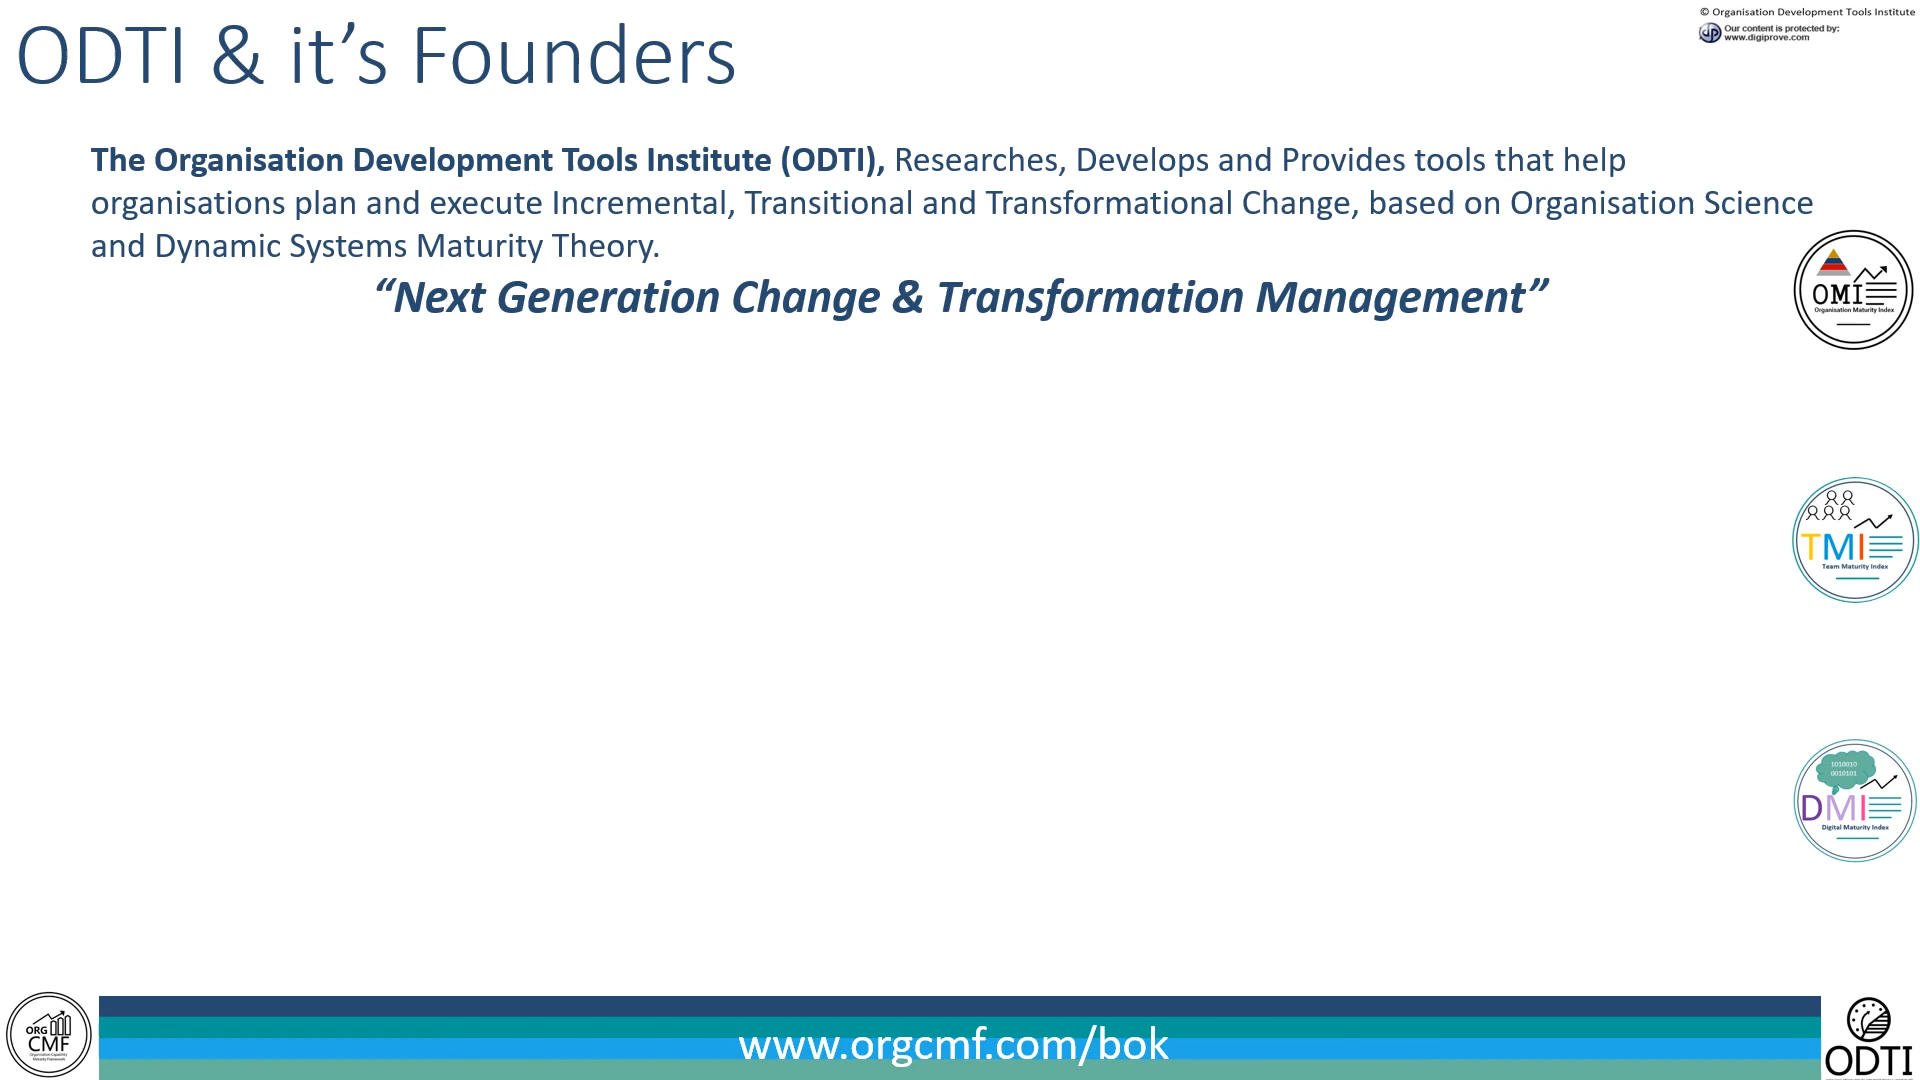 © Organisation Development Tools Institute
Our content is protected by:
www.digiprove.com
ODTI & it’s Founders
The Organisation Development Tools Institute (ODTI), Researches, Develops and Provides tools that help
organisations plan and execute Incremental, Transitional and Transformational Change, based on Organisation Science
and Dynamic Systems Maturity Theory.
“Next Generation Change & Transformation Management”
OMI
Organisation Maturity Index
TMI
Team Maturity Index
1010010
0010101
DMI
Digital Maturity Index
ORG
CMF
Organisation Capability
Maturity Framework
www.orgcmf.com/bok
ODTI